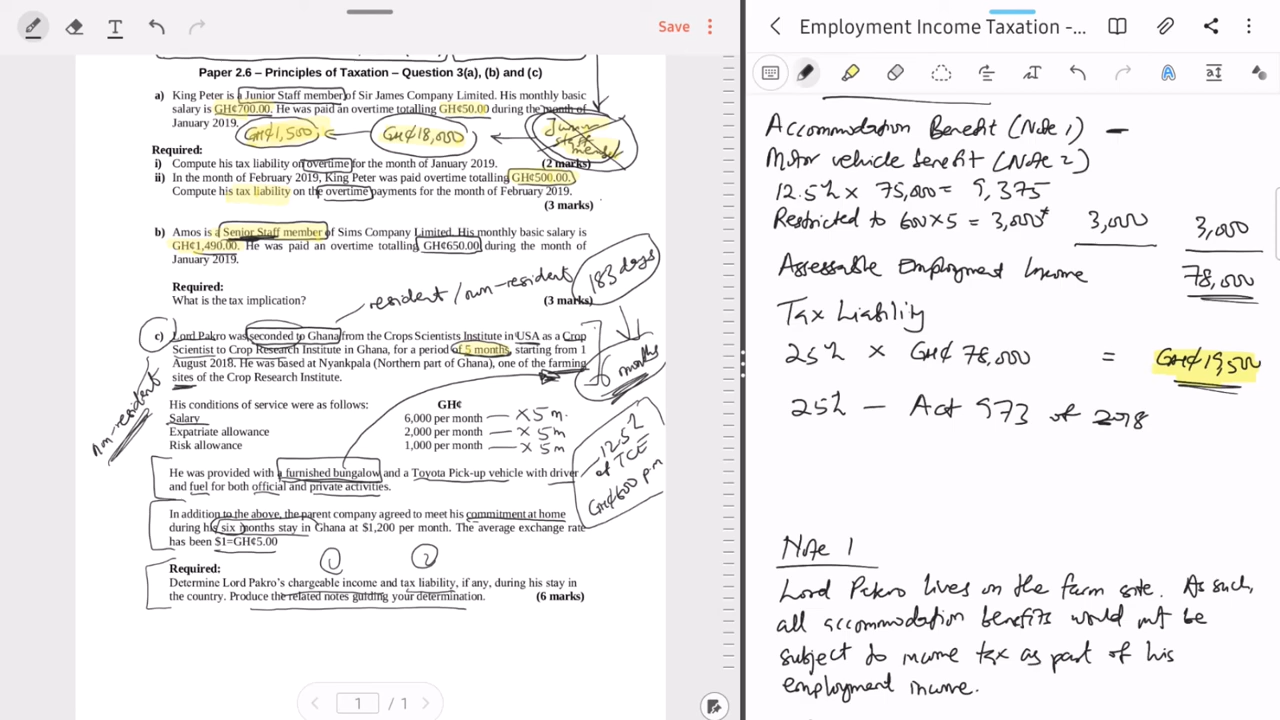 Save
Paper 2.6 – Principles of Taxation – Question 3(a), (b) and (c)
a) King Peter is a Junior Staff member of Sir James Company Limited. His monthly basic
salary is GH¢700.00. He was paid an overtime totalling GH¢50.00 during the month of
January 2019.
GH¢1,500
GH¢18,000
Junior
staff
member
Required:
i) Compute his tax liability on overtime for the month of January 2019. (2 marks)
ii) In the month of February 2019, King Peter was paid overtime totalling GH¢500.00.
Compute his tax liability on the overtime payments for the month of February 2019.
(3 marks)
b) Amos is a Senior Staff member of Sims Company Limited. His monthly basic salary is
GH¢1,490.00. He was paid an overtime totalling GH¢650.00 during the month of
January 2019.
resident / non-resident
183 days
Required:
What is the tax implication? (3 marks)
c) Lord Pakro was seconded to Ghana from the Crops Scientists Institute in USA as a Crop
Scientist to Crop Research Institute in Ghana, for a period of 5 months, starting from 1
August 2018. He was based at Nyankpala (Northern part of Ghana), one of the farming
sites of the Crop Research Institute.
6 months
non-resident
His conditions of service were as follows: GH¢
Salary 6,000 per month — x5m.
Expatriate allowance 2,000 per month — x 5m
Risk allowance 1,000 per month — x 5m
12.5%
of TCE
GH¢600 p.m
He was provided with a furnished bungalow and a Toyota Pick-up vehicle with driver
and fuel for both official and private activities.
In addition to the above, the parent company agreed to meet his commitment at home
during his six months stay in Ghana at $1,200 per month. The average exchange rate
has been $1=GH¢5.00
1 2
Required:
Determine Lord Pakro's chargeable income and tax liability, if any, during his stay in
the country. Produce the related notes guiding your determination. (6 marks)
1 / 1
Employment Income Taxation -...
Accommodation Benefit (Note 1) –
Motor vehicle benefit (Note 2)
12.5% x 75,000 = 9,375
Restricted to 600x5 = 3,000* 3,000 3,000
Assessable Employment Income 78,000
Tax Liability
25% x GH¢ 78,000 = GH¢19,500
25% – Act 973 of 2018
Note 1
Lord Pakro lives on the farm site. As such,
all accommodation benefits would not be
subject to income tax as part of his
employment income.